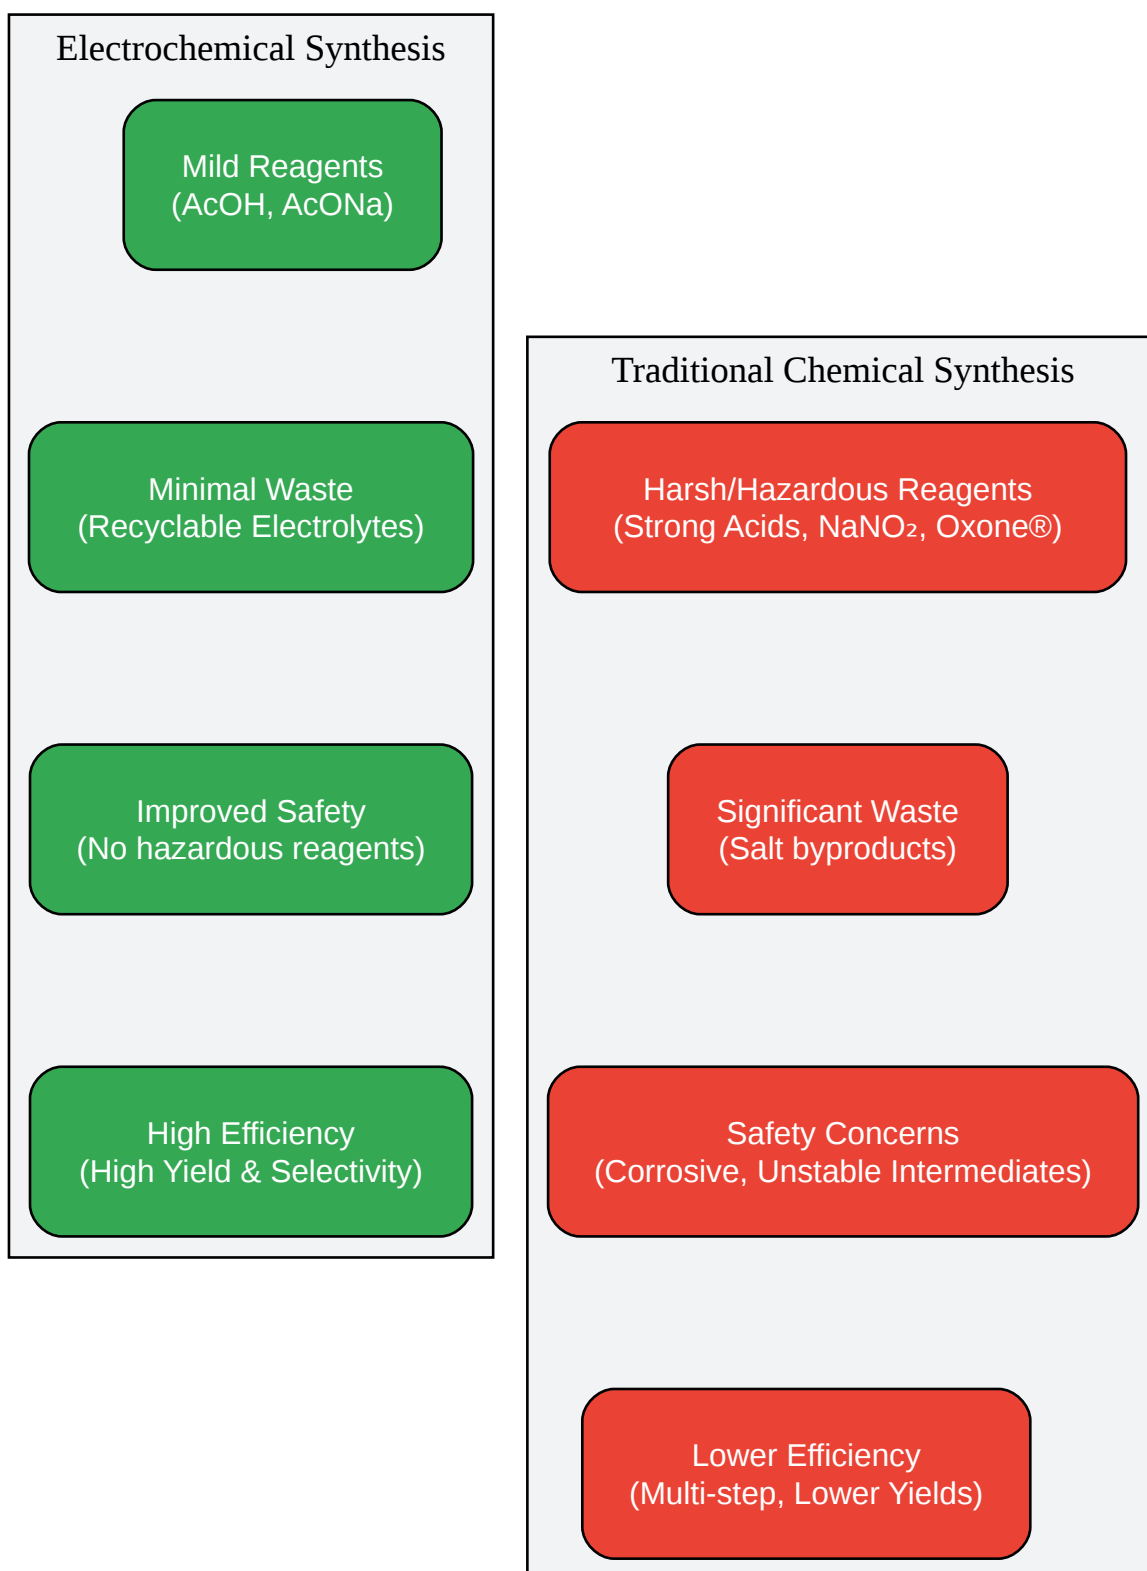 Electrochemical Synthesis
Mild Reagents
(AcOH, AcONa)
Minimal Waste
(Recyclable Electrolytes)
Improved Safety
(No hazardous reagents)
High Efficiency
(High Yield & Selectivity)
Traditional Chemical Synthesis
Harsh/Hazardous Reagents
(Strong Acids, NaNO₂, Oxone®)
Significant Waste
(Salt byproducts)
Safety Concerns
(Corrosive, Unstable Intermediates)
Lower Efficiency
(Multi-step, Lower Yields)